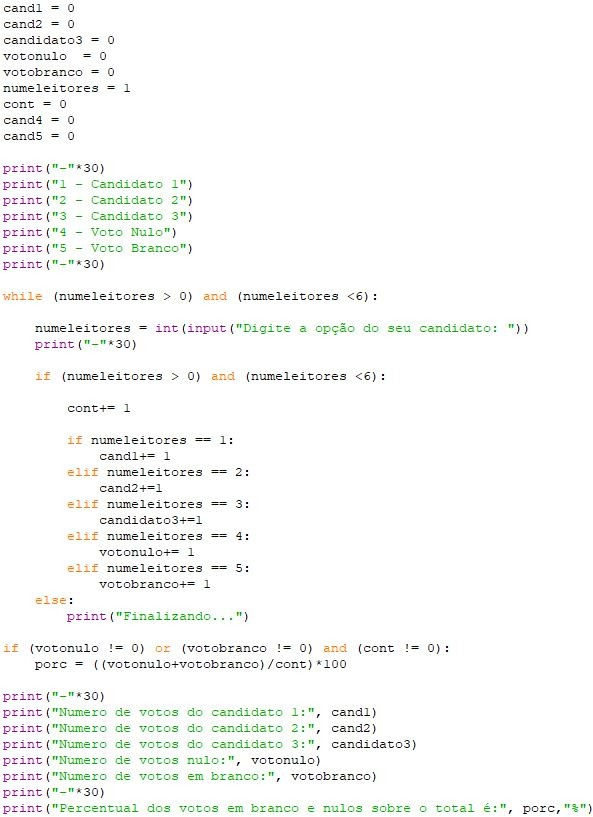 cand1 = 0
cand2 = 0
candidato3 = 0
votonulo  = 0
votobranco = 0
numeleitores = 1
cont = 0
cand4 = 0
cand5 = 0

print("-"*30)
print("1 - Candidato 1")
print("2 - Candidato 2")
print("3 - Candidato 3")
print("4 - Voto Nulo")
print("5 - Voto Branco")
print("-"*30)

while (numeleitores > 0) and (numeleitores <6):

    numeleitores = int(input("Digite a opção do seu candidato: "))
    print("-"*30)

    if (numeleitores > 0) and (numeleitores <6):

        cont+= 1

        if numeleitores == 1:
            cand1+= 1
        elif numeleitores == 2:
            cand2+=1
        elif numeleitores == 3:
            candidato3+=1
        elif numeleitores == 4:
            votonulo+= 1
        elif numeleitores == 5:
            votobranco+= 1
    else:
        print("Finalizando...")

if (votonulo != 0) or (votobranco != 0) and (cont != 0):
    porc = ((votonulo+votobranco)/cont)*100

print("-"*30)
print("Numero de votos do candidato 1:", cand1)
print("Numero de votos do candidato 2:", cand2)
print("Numero de votos do candidato 3:", candidato3)
print("Numero de votos nulo:", votonulo)
print("Numero de votos em branco:", votobranco)
print("-"*30)
print("Percentual dos votos em branco e nulos sobre o total é:", porc,"%")